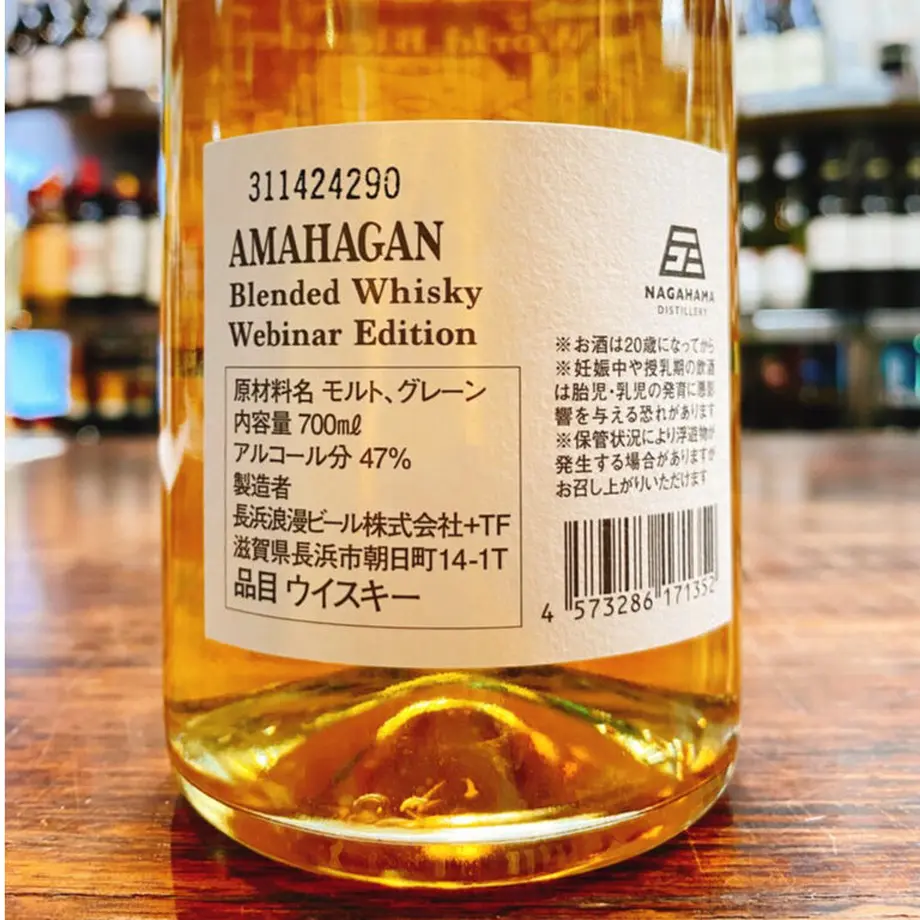 311424290
AMAHAGAN
Blended Whisky
Webinar Edition
原材料名 モルト、グレーン
内容量 700㎖
アルコール分 47%
製造者
長浜浪漫ビール株式会社+TF
滋賀県長浜市朝日町14-1T
品目 ウイスキー
NAGAHAMA
DISTILLERY
※お酒は20歳になってから
※妊娠中や授乳期の飲酒
は胎児・乳児の発育に悪影
響を与える恐れがあります
※保管状況により浮遊物が
発生する場合がありますが
お召し上がりいただけます
4 573286 171352
World Blended